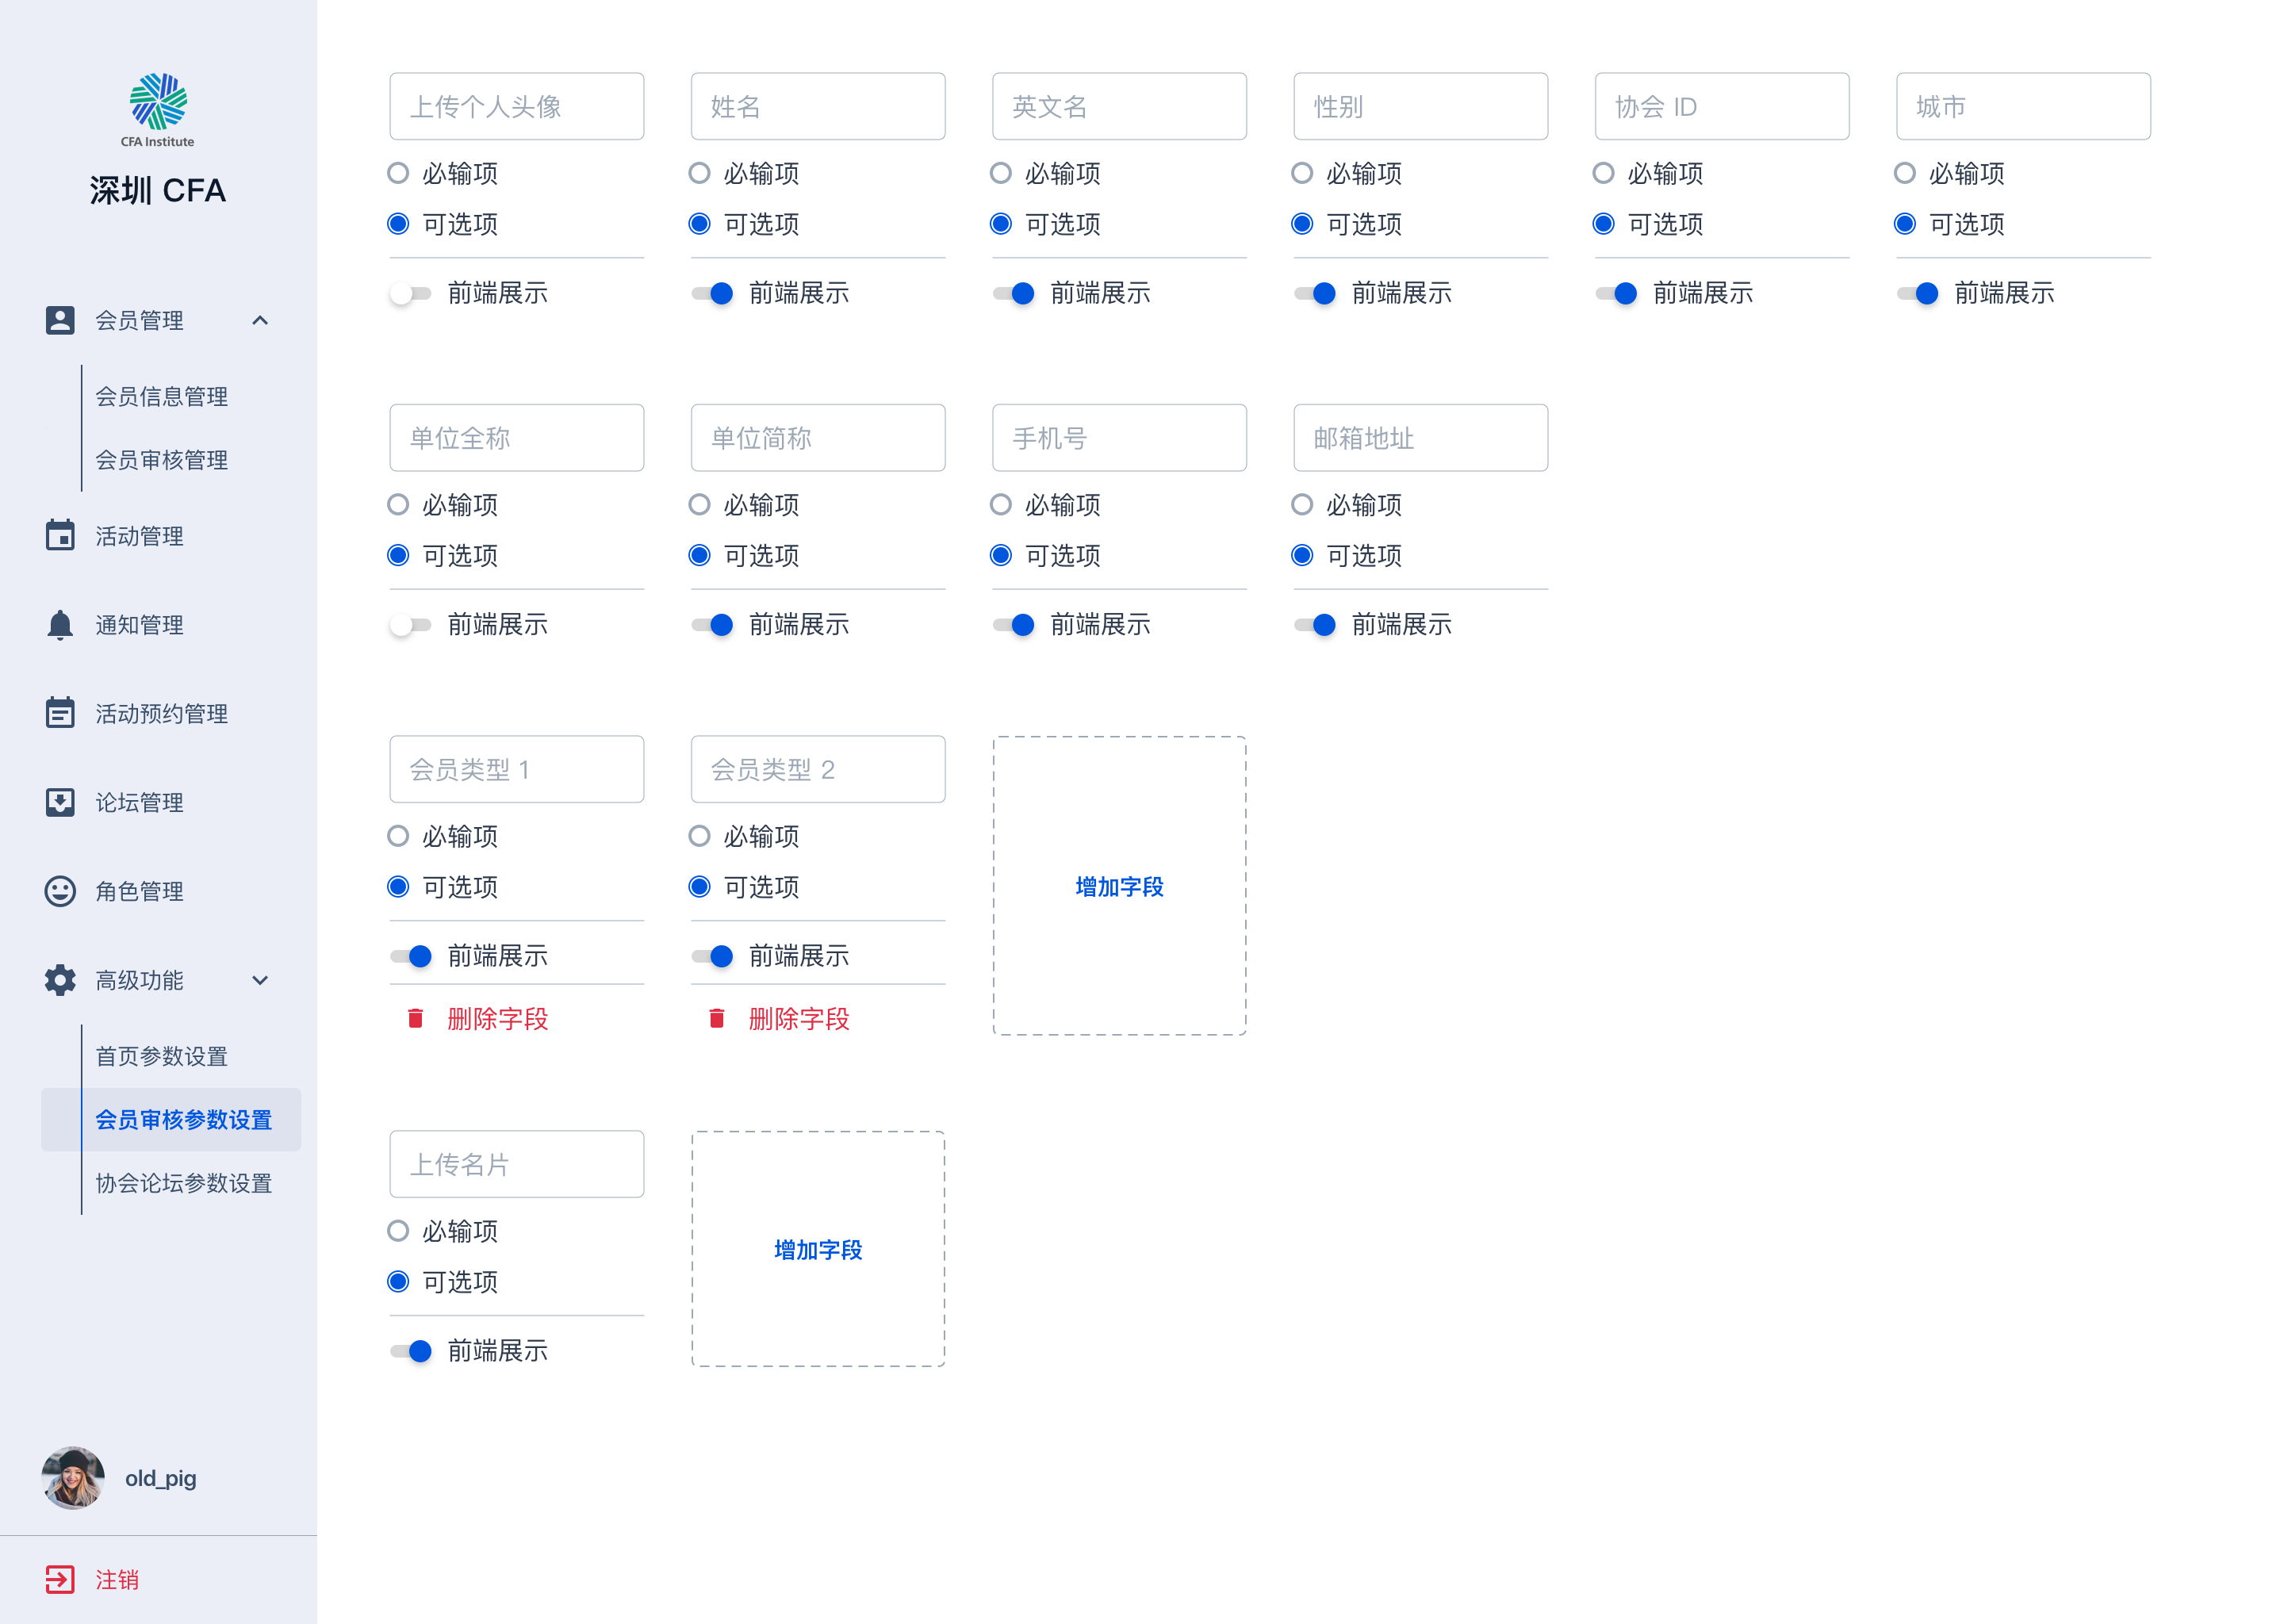 CFA Institute
深圳 CFA
会员管理
会员信息管理
会员审核管理
活动管理
通知管理
活动预约管理
论坛管理
角色管理
高级功能
首页参数设置
会员审核参数设置
协会论坛参数设置
old_pig
注销
上传个人头像 姓名 英文名 性别 协会 ID 城市
必输项 必输项 必输项 必输项 必输项 必输项
可选项 可选项 可选项 可选项 可选项 可选项
前端展示 前端展示 前端展示 前端展示 前端展示 前端展示
单位全称 单位简称 手机号 邮箱地址
必输项 必输项 必输项 必输项
可选项 可选项 可选项 可选项
前端展示 前端展示 前端展示 前端展示
会员类型 1 会员类型 2
必输项 必输项
可选项 可选项 增加字段
前端展示 前端展示
删除字段 删除字段
上传名片
必输项 增加字段
可选项
前端展示